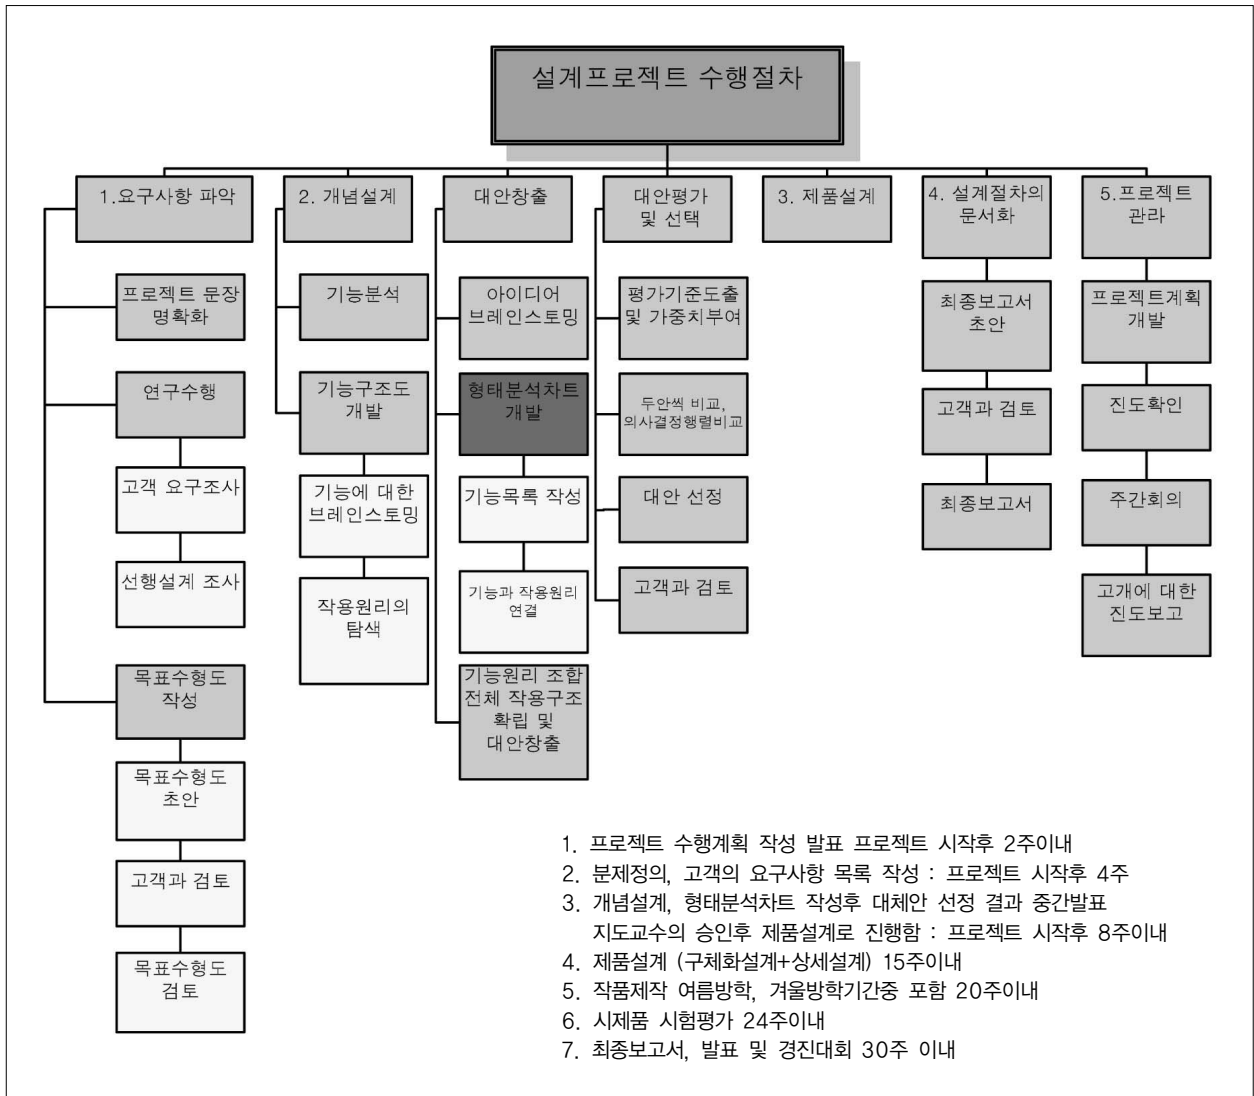 설계프로젝트 수행절차
1.요구사항 파악
프로젝트 문장
명확화
연구수행
고객 요구조사
선행설계 조사
목표수형도
작성
목표수형도
초안
고객과 검토
목표수형도
검토
2. 개념설계
기능분석
기능구조도
개발
기능에 대한
브레인스토밍
작용원리의
탐색
대안창출
아이디어
브레인스토밍
형태분석차트
개발
기능목록 작성
기능과 작용원리
연결
기능원리 조합
전체 작용구조
확립 및
대안창출
대안평가
및 선택
평가기준도출
및 가중치부여
두안씩 비교,
의사결정행렬비교
대안 선정
고객과 검토
3. 제품설계
4. 설계절차의
문서화
최종보고서
초안
고객과 검토
최종보고서
5.프로젝트
관라
프로젝트계획
개발
진도확인
주간회의
고개에 대한
진도보고
1. 프로젝트 수행계획 작성 발표 프로젝트 시작후 2주이내
2. 분제정의, 고객의 요구사항 목록 작성 : 프로젝트 시작후 4주
3. 개념설계, 형태분석차트 작성후 대체안 선정 결과 중간발표
지도교수의 승인후 제품설계로 진행함 : 프로젝트 시작후 8주이내
4. 제품설계 (구체화설계+상세설계) 15주이내
5. 작품제작 여름방학, 겨울방학기간중 포함 20주이내
6. 시제품 시험평가 24주이내
7. 최종보고서, 발표 및 경진대회 30주 이내